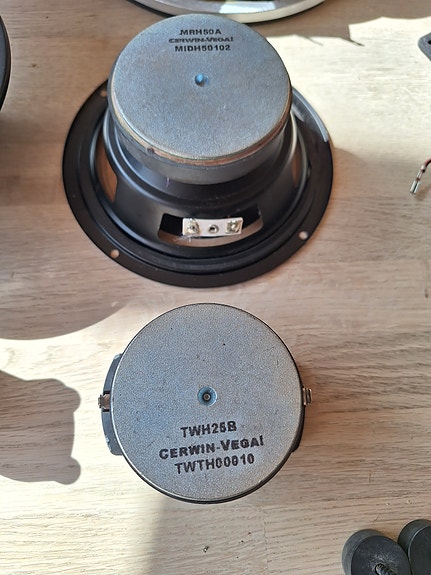 MRH50A
CERWIN-VEGA!
MIDH50102
TWH25B
CERWIN-VEGA!
TWTH00010